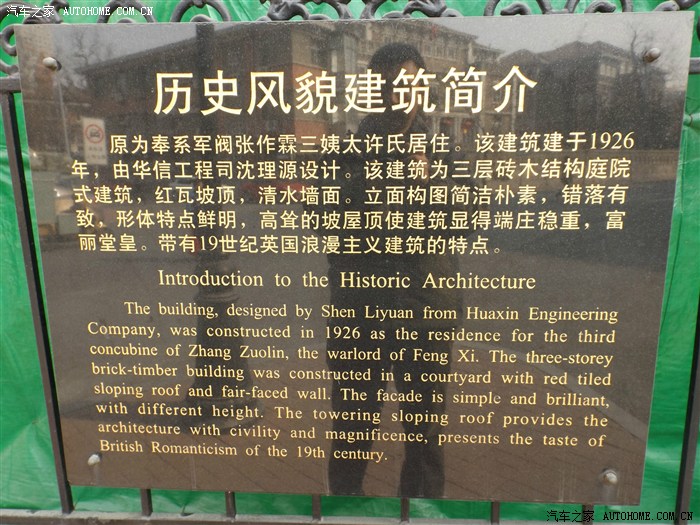 汽车之家 AUTOHOME.COM.CN
汽车之家 AUTOHOME.COM.CN
历史风貌建筑简介
原为奉系军阀张作霖三姨太许氏居住。该建筑建于1926
年，由华信工程司沈理源设计。该建筑为三层砖木结构庭院
式建筑，红瓦坡顶，清水墙面。立面构图简洁朴素，错落有
致，形体特点鲜明，高耸的坡屋顶使建筑显得端庄稳重，富
丽堂皇。带有19世纪英国浪漫主义建筑的特点。
Introduction to the Historic Architecture
The building, designed by Shen Liyuan from Huaxin Engineering
Company, was constructed in 1926 as the residence for the third
concubine of Zhang Zuolin, the warlord of Feng Xi. The three-storey
brick-timber building was constructed in a courtyard with red tiled
sloping roof and fair-faced wall. The facade is simple and brilliant,
with different height. The towering sloping roof provides the
architecture with civility and magnificence, presents the taste of
British Romanticism of the 19th century.
汽车之家 AUTOHOME.COM.CN